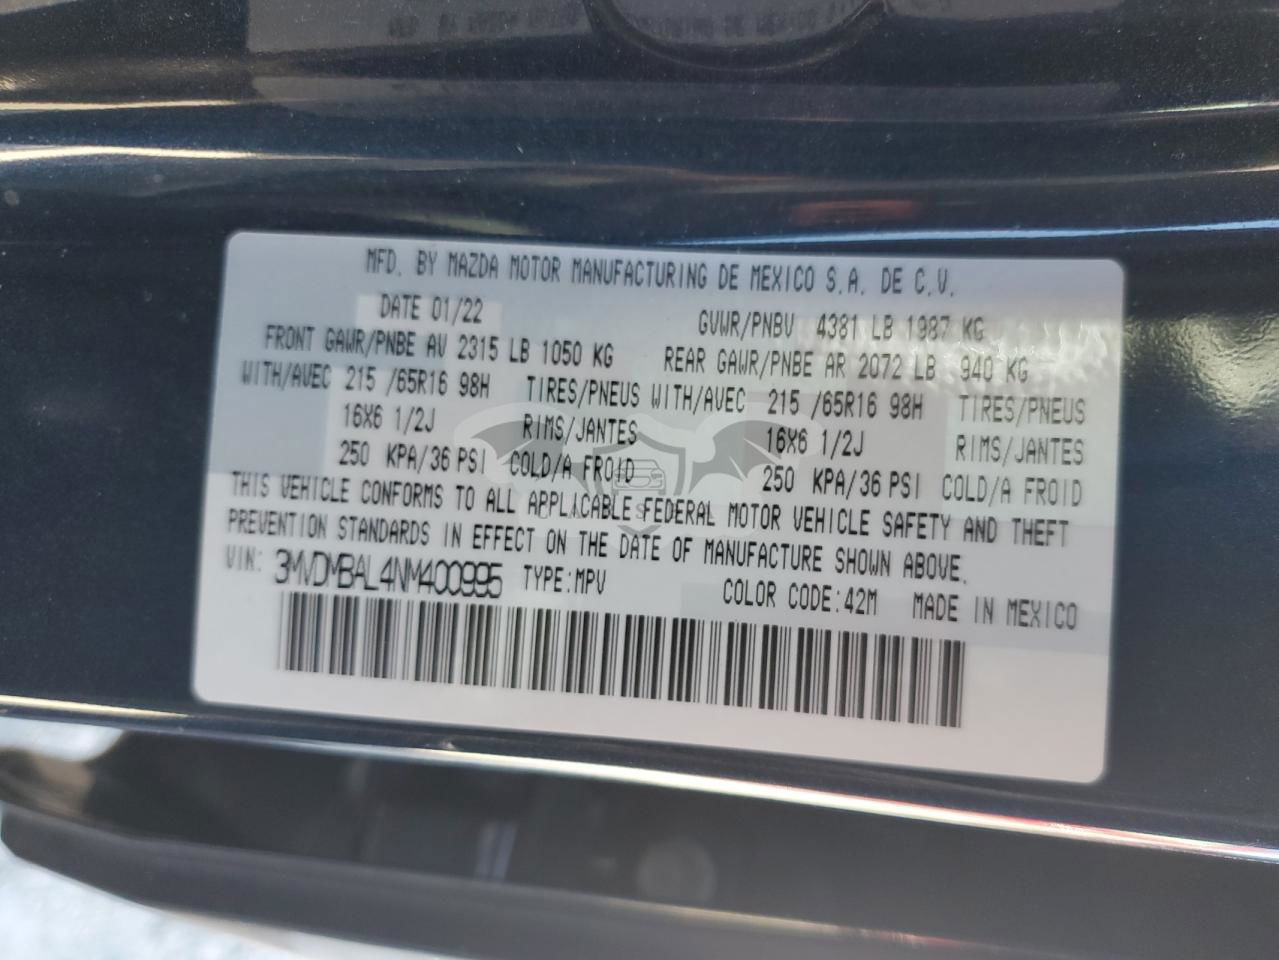 MFD. BY MAZDA MOTOR MANUFACTURING DE MEXICO S.A. DE C.V.
DATE 01/22 GVWR/PNBV 4381 LB 1987 KG
FRONT GAWR/PNBE AV 2315 LB 1050 KG REAR GAWR/PNBE AR 2072 LB 940 KG
WITH/AVEC 215 /65R16 98H TIRES/PNEUS WITH/AVEC 215 /65R16 98H TIRES/PNEUS
16X6 1/2J RIMS/JANTES 16X6 1/2J RIMS/JANTES
250 KPA/36 PSI COLD/A FROID 250 KPA/36 PSI COLD/A FROID
THIS VEHICLE CONFORMS TO ALL APPLICABLE FEDERAL MOTOR VEHICLE SAFETY AND THEFT
PREVENTION STANDARDS IN EFFECT ON THE DATE OF MANUFACTURE SHOWN ABOVE.
VIN: 3MVDMBAL4NM400995 TYPE:MPV COLOR CODE:42M MADE IN MEXICO